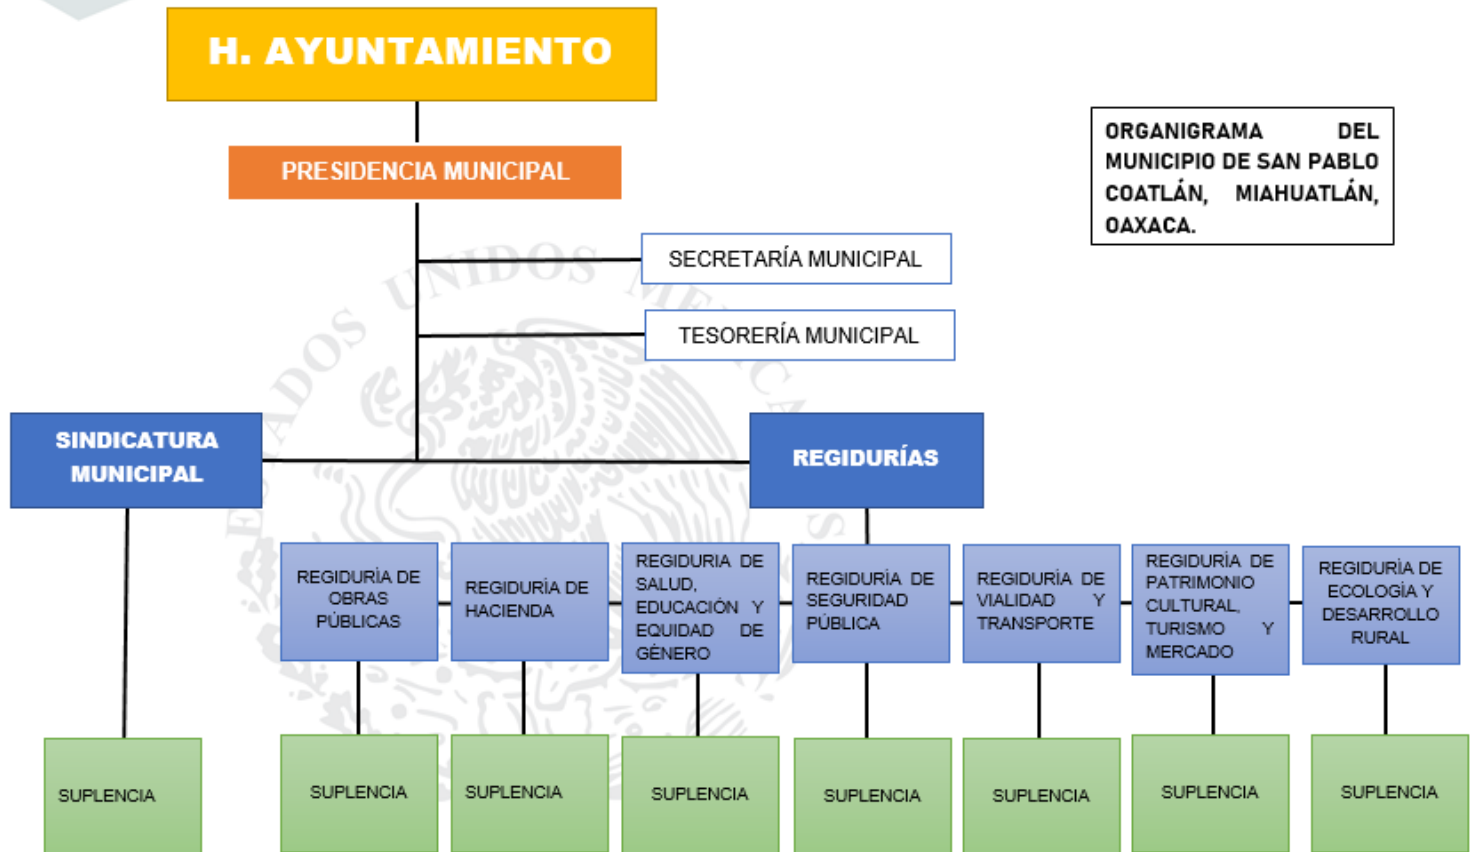 H. AYUNTAMIENTO
PRESIDENCIA MUNICIPAL
ORGANIGRAMA DEL
MUNICIPIO DE SAN PABLO
COATLÁN, MIAHUATLÁN,
OAXACA.
SECRETARÍA MUNICIPAL
TESORERÍA MUNICIPAL
ESTADOS UNIDOS MEXICANOS
SINDICATURA
MUNICIPAL
REGIDURÍAS
REGIDURÍA DE
OBRAS
PÚBLICAS
REGIDURÍA DE
HACIENDA
REGIDURIA DE
SALUD,
EDUCACIÓN Y
EQUIDAD DE
GÉNERO
REGIDURÍA DE
SEGURIDAD
PÚBLICA
REGIDURÍA DE
VIALIDAD Y
TRANSPORTE
REGIDURÍA DE
PATRIMONIO
CULTURAL,
TURISMO Y
MERCADO
REGIDURÍA DE
ECOLOGÍA Y
DESARROLLO
RURAL
SUPLENCIA
SUPLENCIA
SUPLENCIA
SUPLENCIA
SUPLENCIA
SUPLENCIA
SUPLENCIA
SUPLENCIA